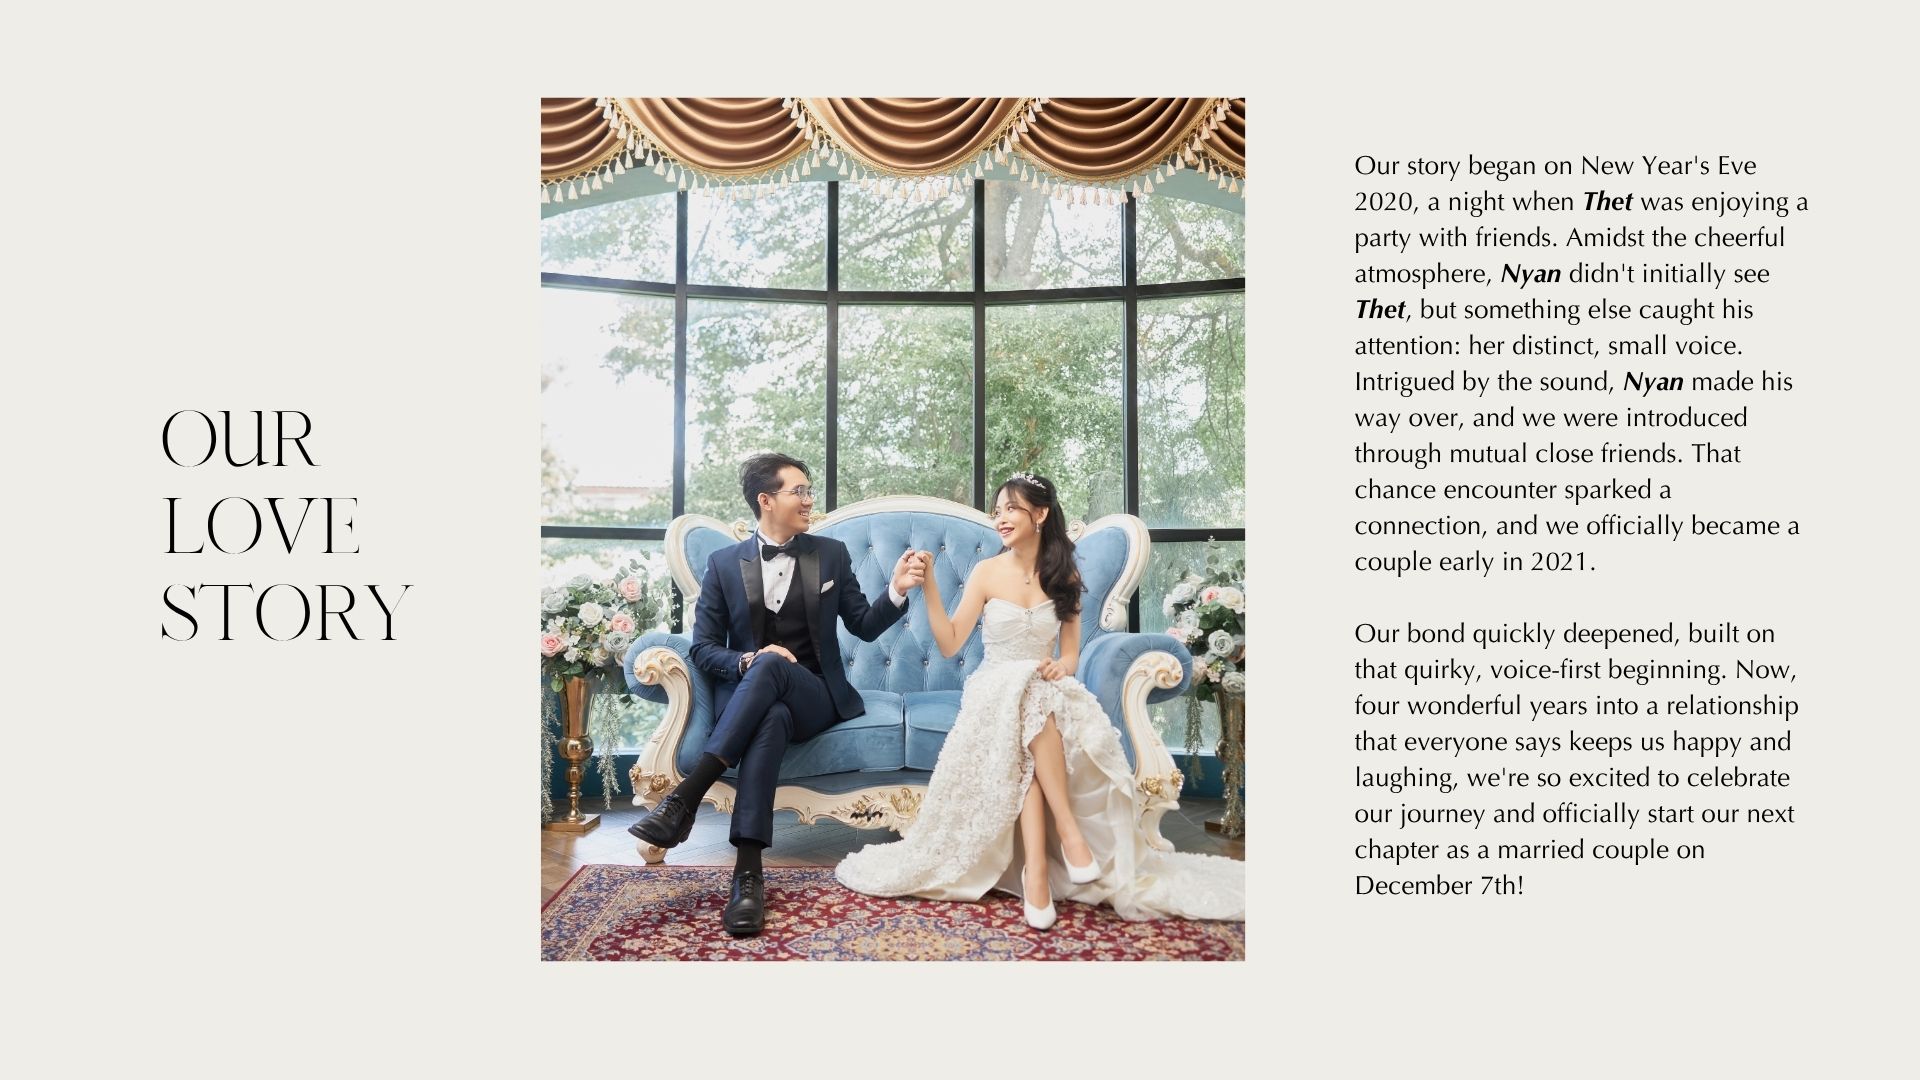 OUR
LOVE
STORY
Our story began on New Year's Eve
2020, a night when Thet was enjoying a
party with friends. Amidst the cheerful
atmosphere, Nyan didn't initially see
Thet, but something else caught his
attention: her distinct, small voice.
Intrigued by the sound, Nyan made his
way over, and we were introduced
through mutual close friends. That
chance encounter sparked a
connection, and we officially became a
couple early in 2021.
Our bond quickly deepened, built on
that quirky, voice-first beginning. Now,
four wonderful years into a relationship
that everyone says keeps us happy and
laughing, we're so excited to celebrate
our journey and officially start our next
chapter as a married couple on
December 7th!